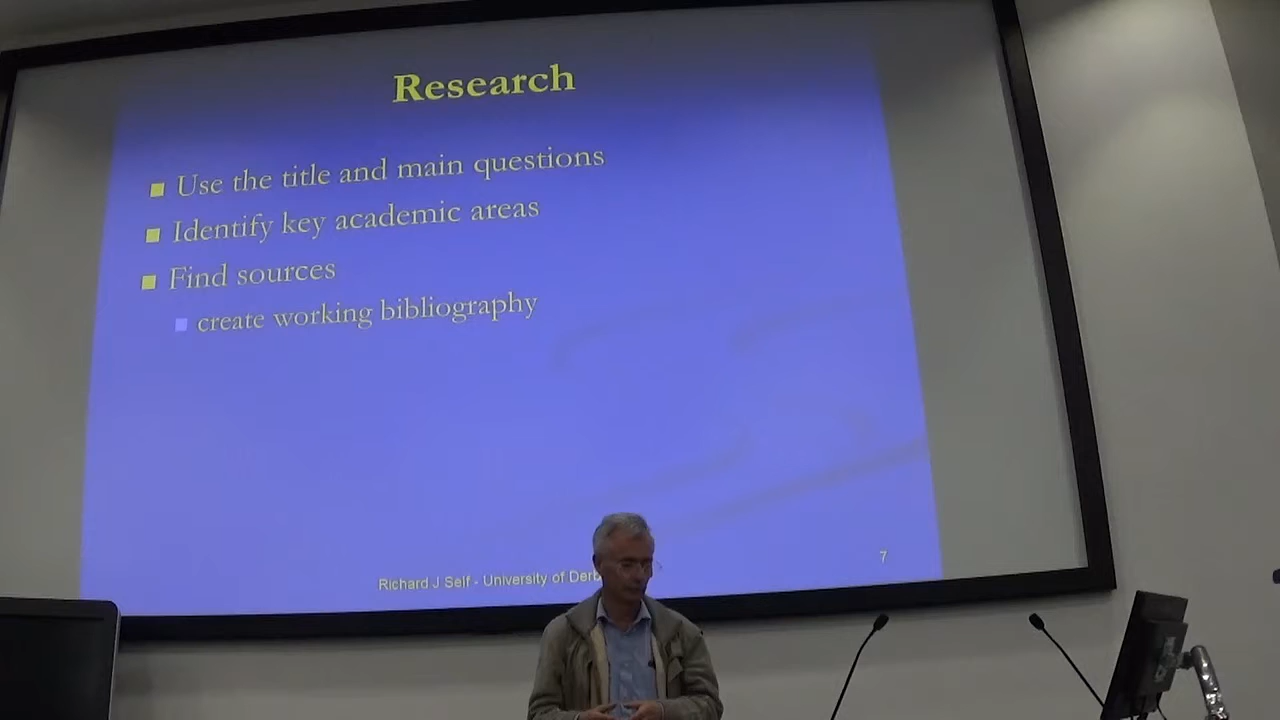 Research
Use the title and main questions
Identify key academic areas
Find sources
create working bibliography
Richard J Self - University of
7